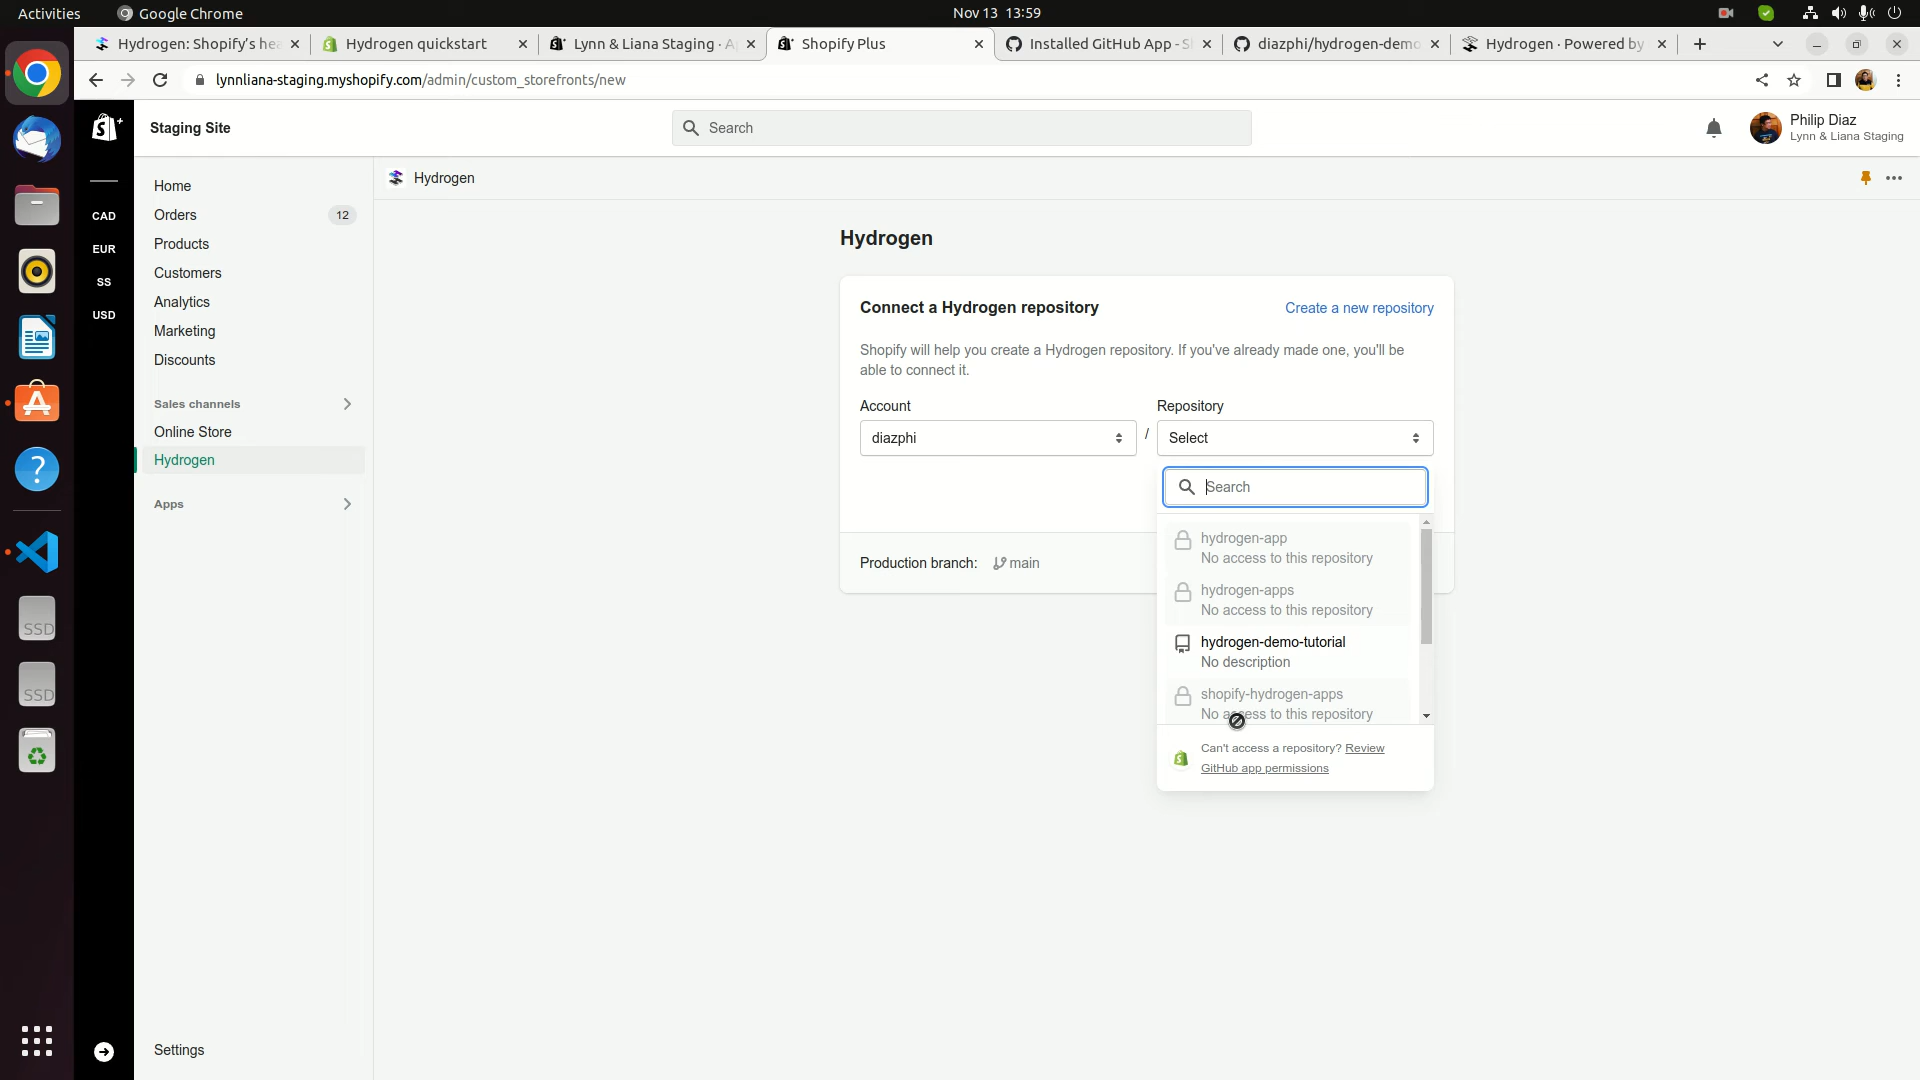 Activities
Google Chrome
Nov 13 13:59
Hydrogen: Shopify's hea
Hydrogen quickstart
Lynn & Liana Staging · A
Shopify Plus
Installed GitHub App - S
diazphi/hydrogen-demo
Hydrogen · Powered by
lynnliana-staging.myshopify.com/admin/custom_storefronts/new
Staging Site
Search
Philip Diaz
Lynn & Liana Staging
CAD
EUR
SS
USD
Home
Orders
12
Products
Customers
Analytics
Marketing
Discounts
Sales channels
Online Store
Hydrogen
Apps
Settings
Hydrogen
Hydrogen
Connect a Hydrogen repository
Create a new repository
Shopify will help you create a Hydrogen repository. If you've already made one, you'll be
able to connect it.
Account
Repository
diazphi
/
Select
Search
hydrogen-app
No access to this repository
hydrogen-apps
No access to this repository
hydrogen-demo-tutorial
No description
shopify-hydrogen-apps
No access to this repository
Can't access a repository? Review
GitHub app permissions
Production branch:
main
SSD
SSD